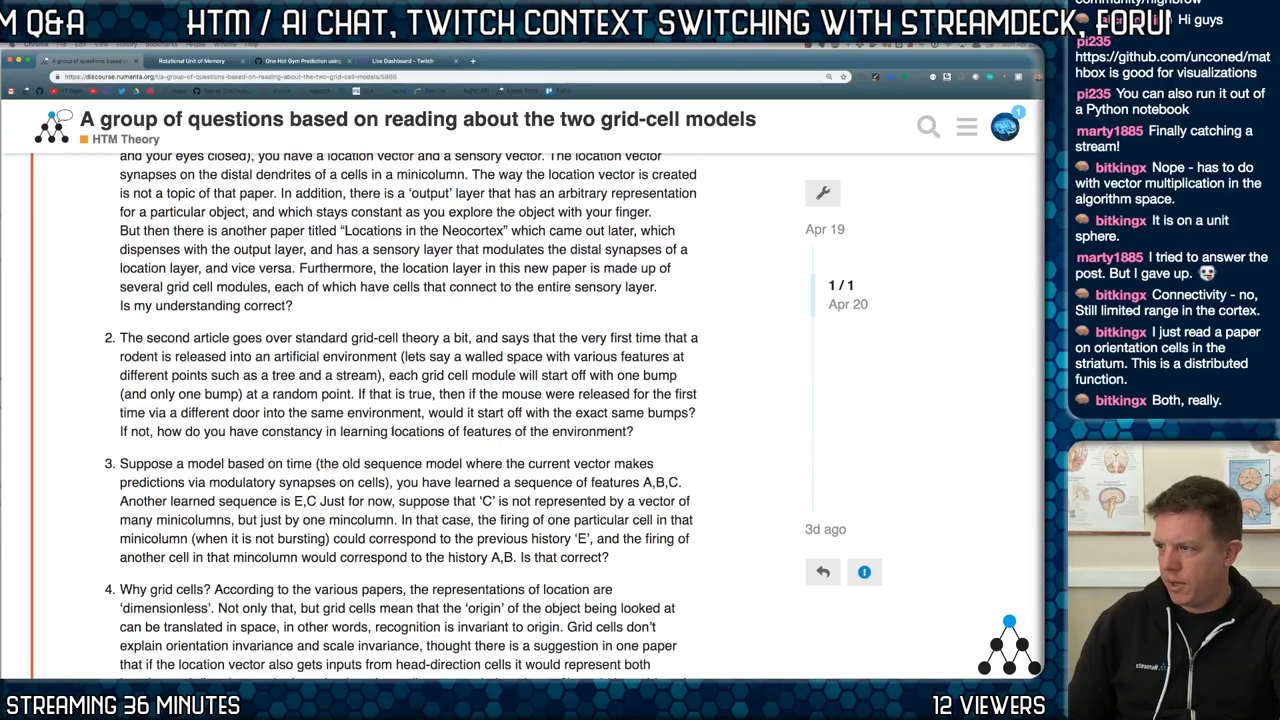 M Q&A
HTM / AI CHAT, TWITCH CONTEXT SWITCHING WITH STREAMDECK, FORUM
A group of questions based o
Rotational Unit of Memory
One Hot Gym Prediction using
Live Dashboard - Twitch
A group of questions based on reading about the two grid-cell models
HTM Theory
1
and your eyes closed), you have a location vector and a sensory vector. The location vector
synapses on the distal dendrites of a cells in a minicolumn. The way the location vector is created
is not a topic of that paper. In addition, there is a ‘output’ layer that has an arbitrary representation
for a particular object, and which stays constant as you explore the object with your finger.
But then there is another paper titled “Locations in the Neocortex” which came out later, which
dispenses with the output layer, and has a sensory layer that modulates the distal synapses of a
location layer, and vice versa. Furthermore, the location layer in this new paper is made up of
several grid cell modules, each of which have cells that connect to the entire sensory layer.
Is my understanding correct?
2. The second article goes over standard grid-cell theory a bit, and says that the very first time that a
rodent is released into an artificial environment (lets say a walled space with various features at
different points such as a tree and a stream), each grid cell module will start off with one bump
(and only one bump) at a random point. If that is true, then if the mouse were released for the first
time via a different door into the same environment, would it start off with the exact same bumps?
If not, how do you have constancy in learning locations of features of the environment?
3. Suppose a model based on time (the old sequence model where the current vector makes
predictions via modulatory synapses on cells), you have learned a sequence of features A,B,C.
Another learned sequence is E,C Just for now, suppose that ‘C’ is not represented by a vector of
many minicolumns, but just by one mincolumn. In that case, the firing of one particular cell in that
minicolumn (when it is not bursting) could correspond to the previous history ‘E’, and the firing of
another cell in that mincolumn would correspond to the history A,B. Is that correct?
4. Why grid cells? According to the various papers, the representations of location are
‘dimensionless’. Not only that, but grid cells mean that the ‘origin’ of the object being looked at
can be translated in space, in other words, recognition is invariant to origin. Grid cells don’t
explain orientation invariance and scale invariance, thought there is a suggestion in one paper
that if the location vector also gets inputs from head-direction cells it would represent both
Apr 19
1 / 1
Apr 20
3d ago
community/highbrow
Hi guys
pi235
https://github.com/unconed/mat
hbox is good for visualizations
pi235 You can also run it out of
a Python notebook
marty1885 Finally catching a
stream!
bitkingx Nope - has to do
with vector multiplication in the
algorithm space.
bitkingx It is on a unit
sphere.
marty1885 I tried to answer the
post. But I gave up.
bitkingx Connectivity - no,
Still limited range in the cortex.
bitkingx I just read a paper
on orientation cells in the
striatum. This is a distributed
function.
bitkingx Both, really.
STREAMING 36 MINUTES
12 VIEWERS